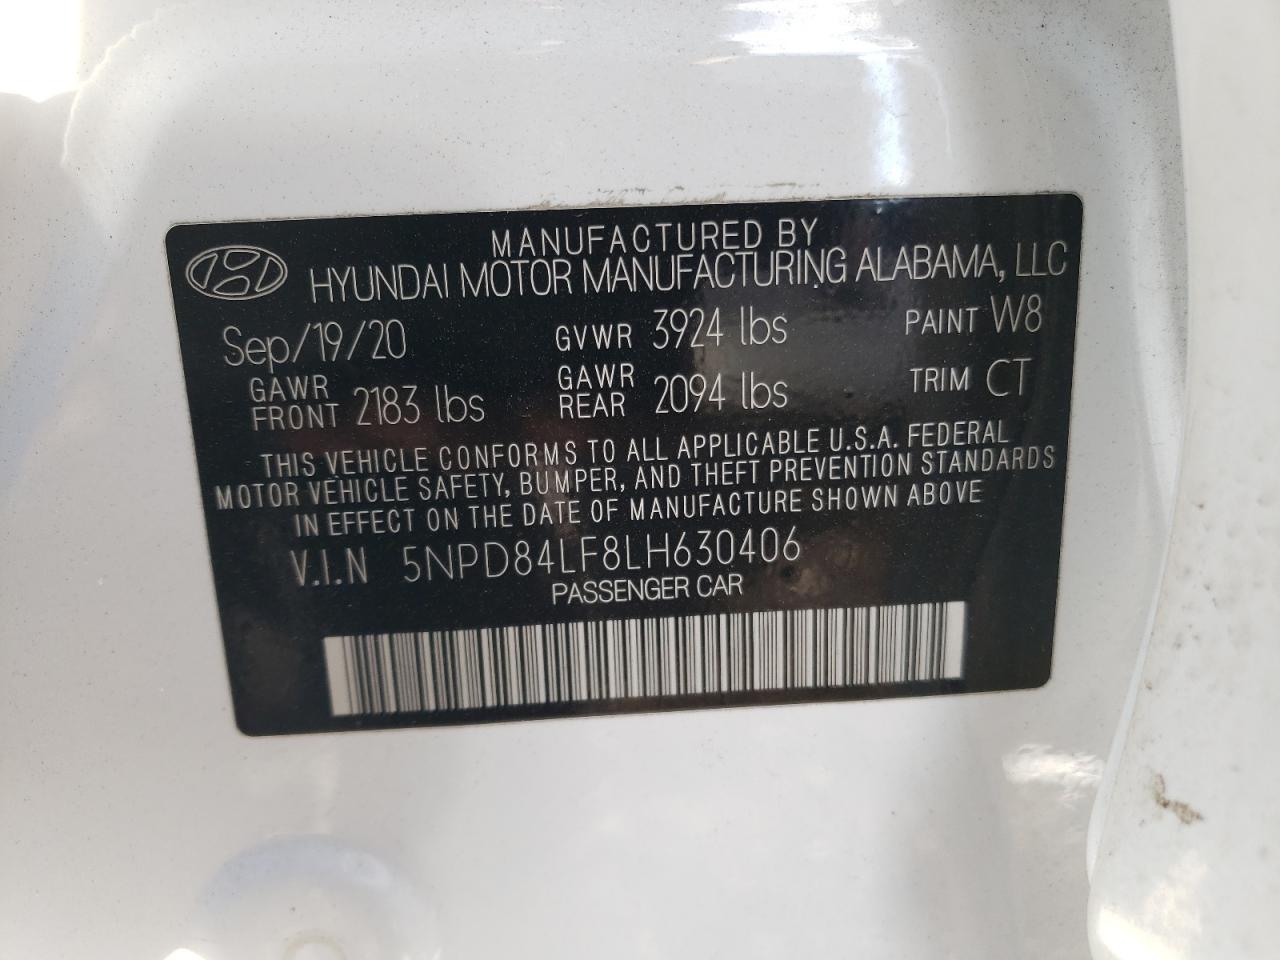 MANUFACTURED BY
HYUNDAI MOTOR MANUFACTURING ALABAMA, LLC
Sep/19/20 GVWR 3924 lbs PAINT W8
GAWR FRONT 2183 lbs GAWR REAR 2094 lbs TRIM CT
THIS VEHICLE CONFORMS TO ALL APPLICABLE U.S.A. FEDERAL
MOTOR VEHICLE SAFETY, BUMPER, AND THEFT PREVENTION STANDARDS
IN EFFECT ON THE DATE OF MANUFACTURE SHOWN ABOVE
V.I.N 5NPD84LF8LH630406
PASSENGER CAR